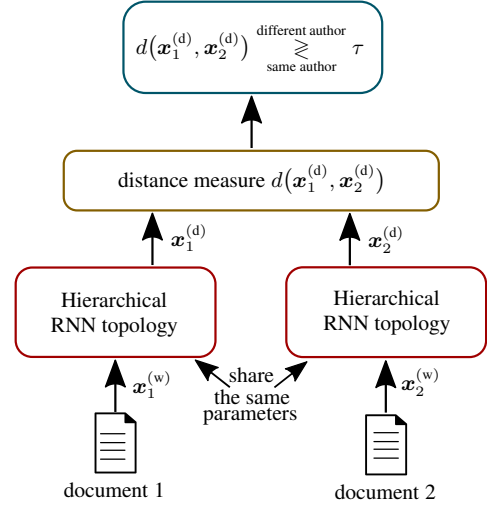 different author
d(x₁⁽ᵈ⁾, x₂⁽ᵈ⁾) ≷ τ
same author
distance measure d(x₁⁽ᵈ⁾, x₂⁽ᵈ⁾)
x₁⁽ᵈ⁾ x₂⁽ᵈ⁾
Hierarchical
RNN topology
Hierarchical
RNN topology
x₁⁽ʷ⁾
share
the same
parameters
x₂⁽ʷ⁾
document 1
document 2